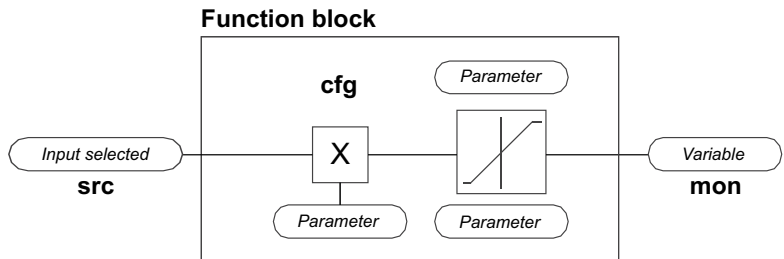 Function block
cfg
Parameter
Input selected
X
Variable
src
mon
Parameter
Parameter